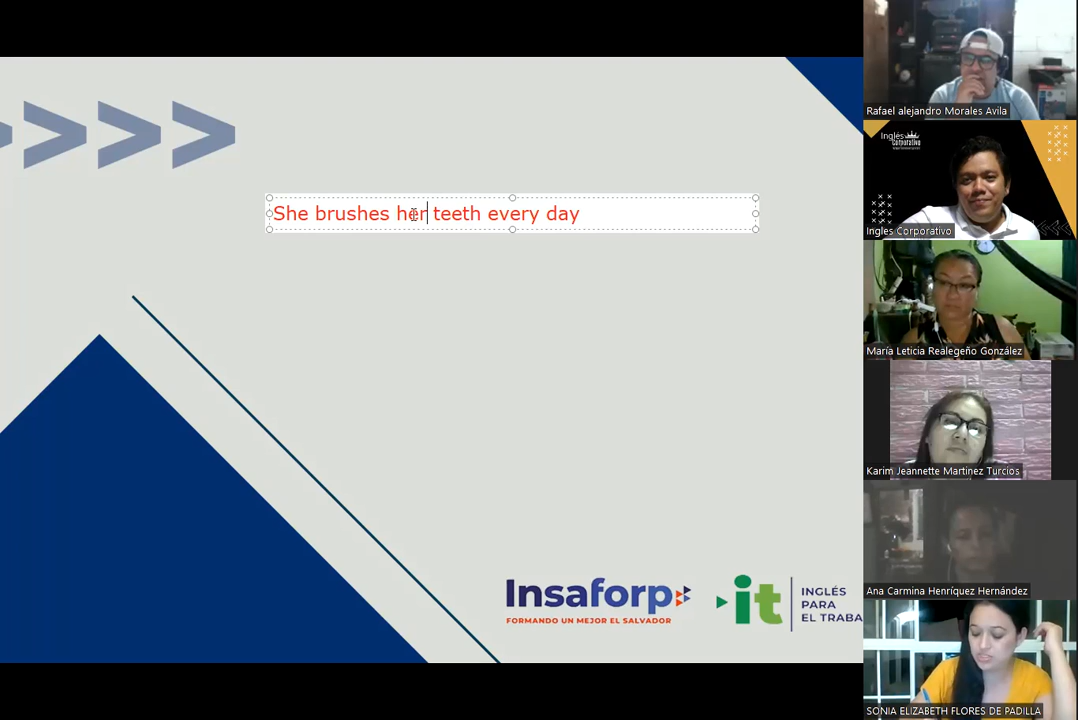 She brushes her teeth every day
Insaforp
FORMANDO UN MEJOR EL SALVADOR
it
INGLÉS
PARA
EL TRABA
Rafael alejandro Morales Avila
Inglés
Corporativo
Ingles Corporativo
María Leticia Realegeño González
Karim Jeannette Martinez Turcios
Ana Carmina Henríquez Hernández
SONIA ELIZABETH FLORES DE PADILLA